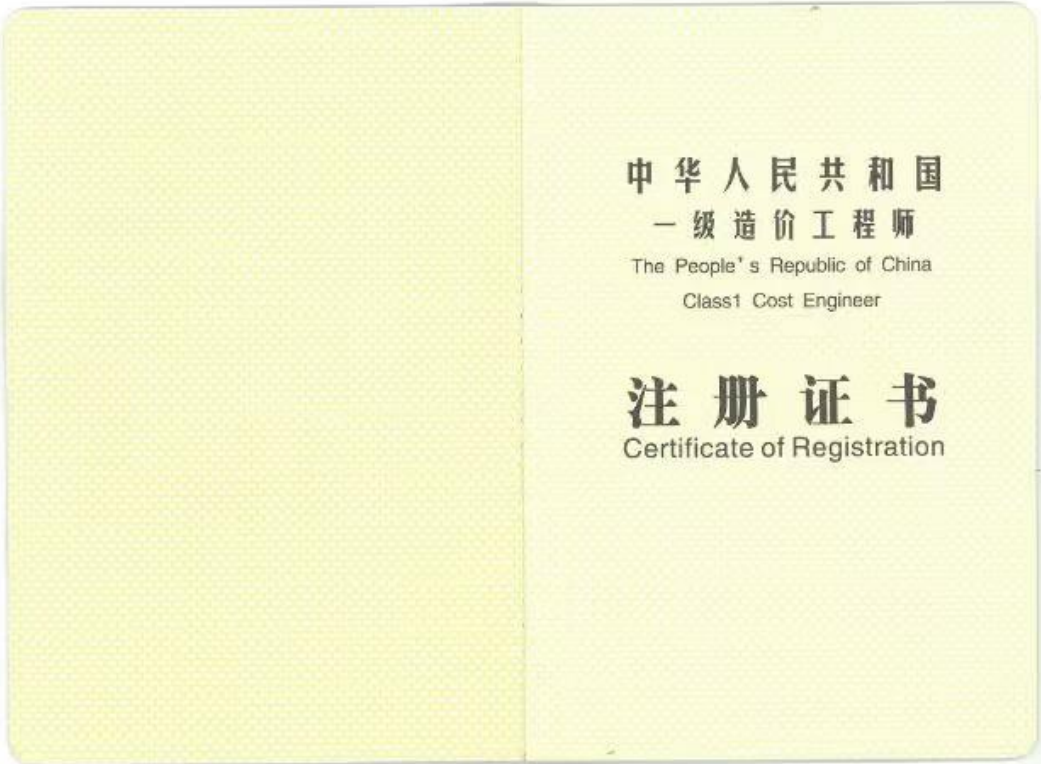 中华人民共和国
一级造价工程师
The People's Republic of China
Class1 Cost Engineer
注册证书
Certificate of Registration